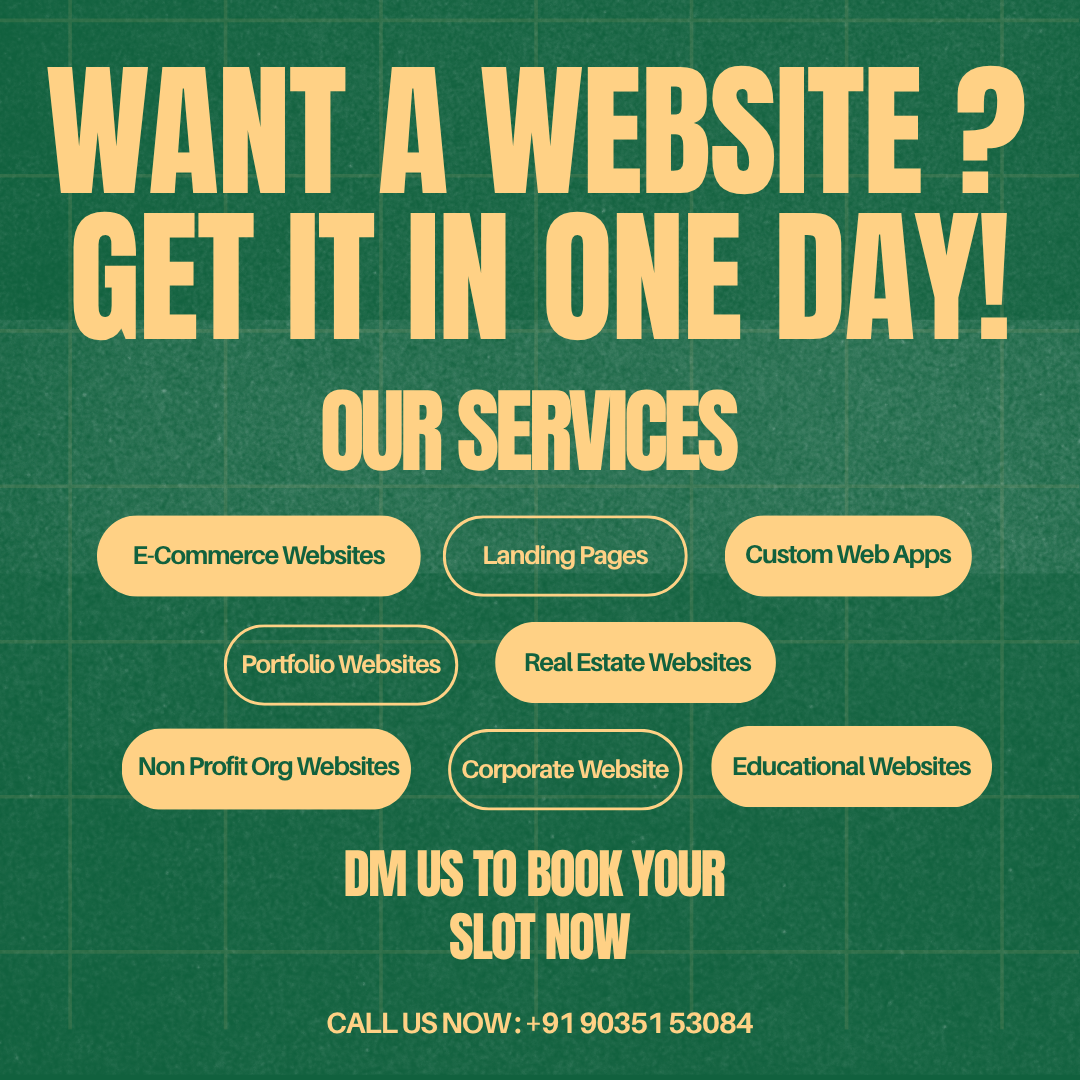 WANT A WEBSITE ?
GET IT IN ONE DAY!
OUR SERVICES
E-Commerce Websites
Landing Pages
Custom Web Apps
Portfolio Websites
Real Estate Websites
Non Profit Org Websites
Corporate Website
Educational Websites
DM US TO BOOK YOUR
SLOT NOW
CALL US NOW : +91 90351 53084